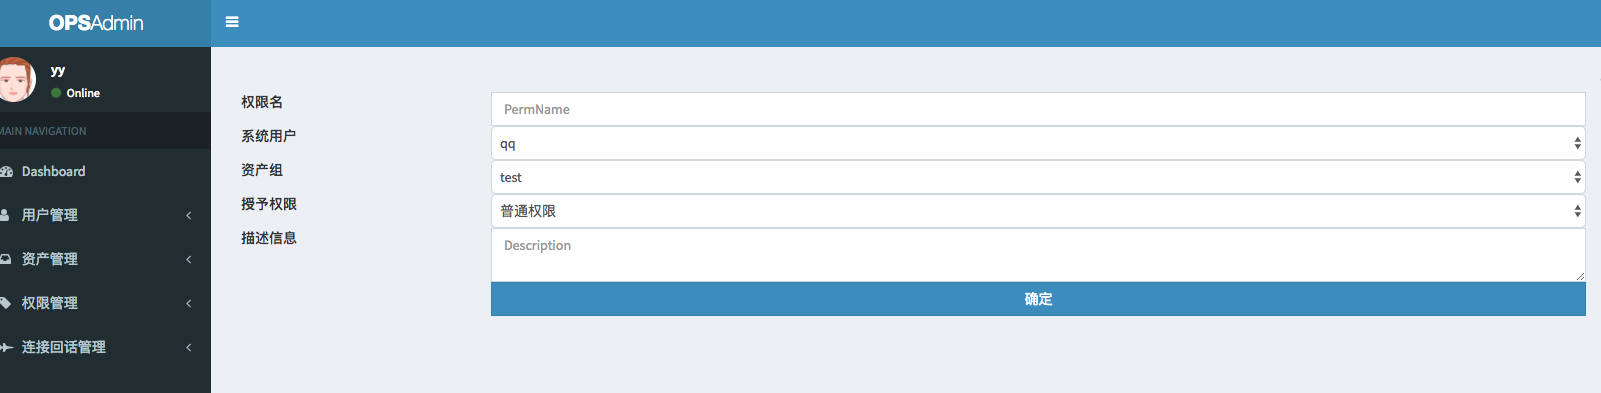 OPSAdmin
yy
Online
MAIN NAVIGATION
Dashboard
用户管理
资产管理
权限管理
连接回话管理
权限名
PermName
系统用户
qq
资产组
test
授予权限
普通权限
描述信息
Description
确定